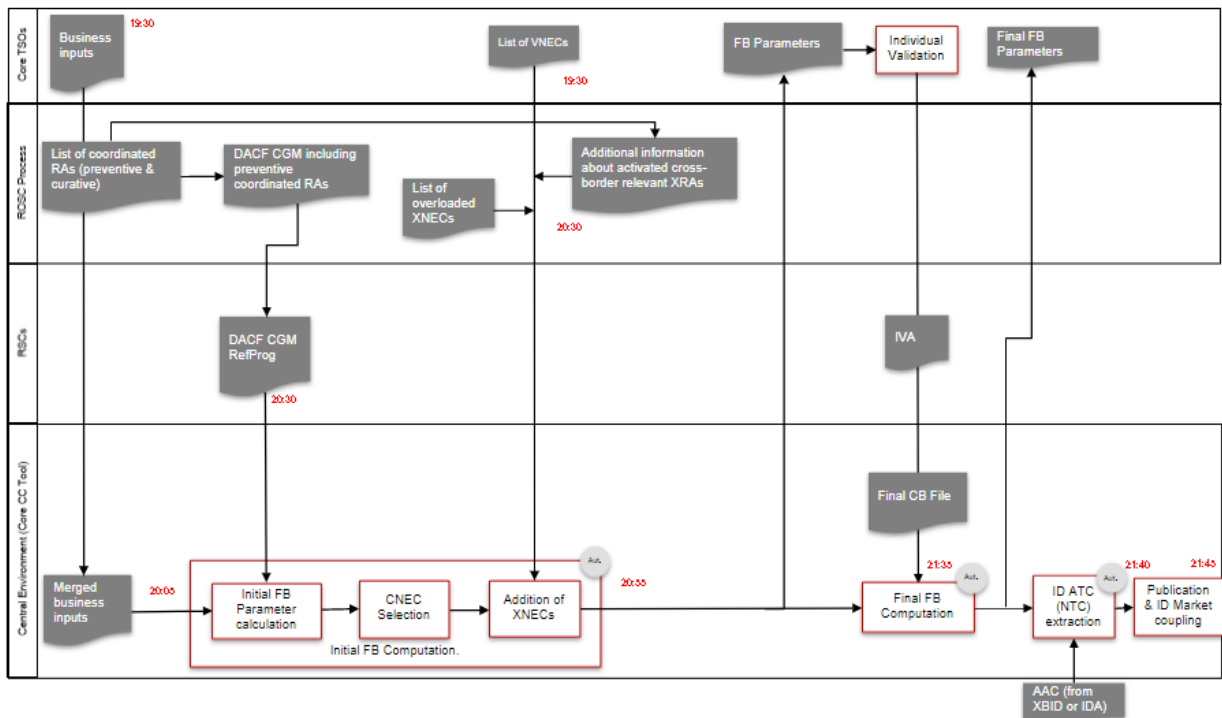 Core TSOs
Business
inputs
19:30
List of VNECs
19:30
FB Parameters
Individual
Validation
Final FB
Parameters
ROSC Process
List of coordinated
RAs (preventive &
curative)
DACF CGM including
preventive
coordinated RAs
List of
overloaded
XNECs
Additional information
about activated cross-
border relevant XRAs
20:30
RSCs
DACF CGM
RefProg
20:30
IVA
Central Environment (Core CC Tool)
Merged
business
inputs
20:05
Initial FB
Parameter
calculation
CNEC
Selection
Addition of
XNECs
Aut.
Initial FB Computation.
20:55
Final CB File
21:35
Aut.
Final FB
Computation
Aut.
21:40
ID ATC
(NTC)
extraction
21:45
Publication
& ID Market
coupling
AAC (from
XBID or IDA)